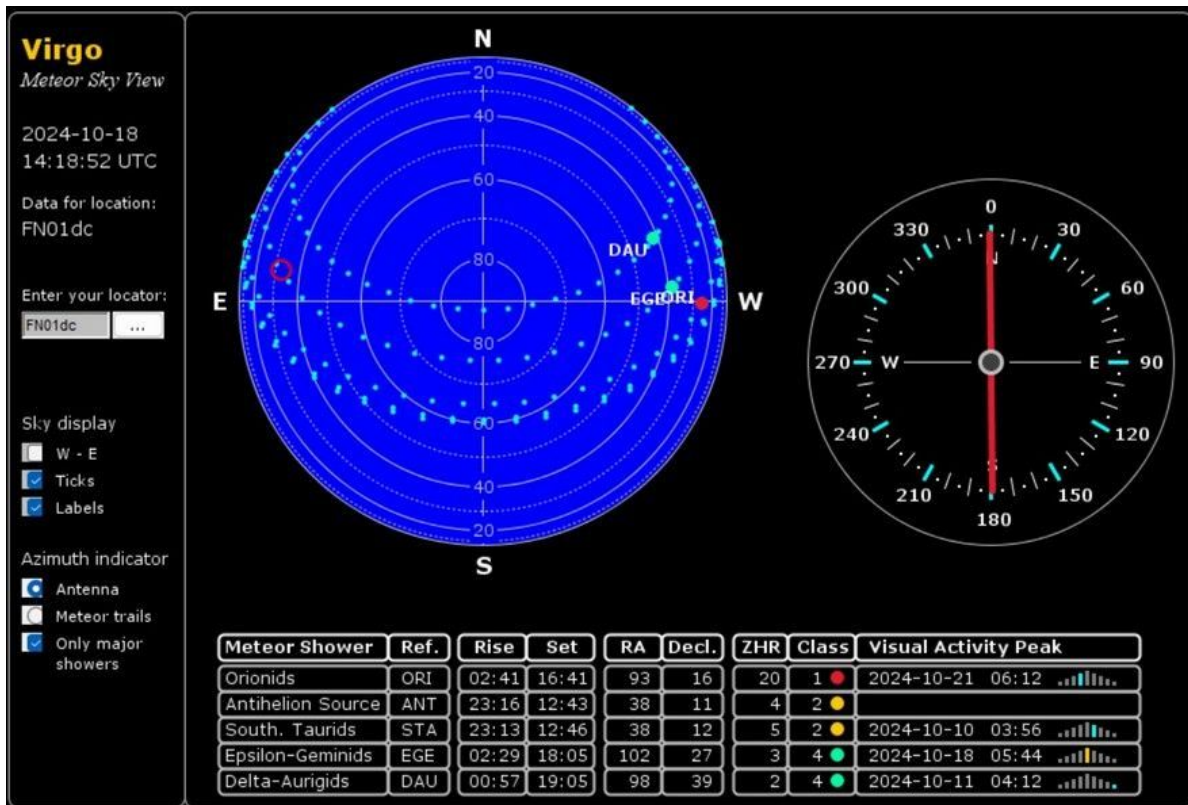 Virgo
Meteor Sky View
2024-10-18
14:18:52 UTC
Data for location:
FN01dc
Enter your locator:
FN01dc ...
Sky display
W - E
Ticks
Labels
Azimuth indicator
Antenna
Meteor trails
Only major
showers
N
20
40
60
80
DAU
EGE ORI
E W
80
60
40
20
S
0
330 30
N
300 60
270 W E 90
240 120
S
210 150
180
Meteor Shower Ref. Rise Set RA Decl. ZHR Class Visual Activity Peak
Orionids ORI 02:41 16:41 93 16 20 1 2024-10-21 06:12
Antihelion Source ANT 23:16 12:43 38 11 4 2
South. Taurids STA 23:13 12:46 38 12 5 2 2024-10-10 03:56
Epsilon-Geminids EGE 02:29 18:05 102 27 3 4 2024-10-18 05:44
Delta-Aurigids DAU 00:57 19:05 98 39 2 4 2024-10-11 04:12